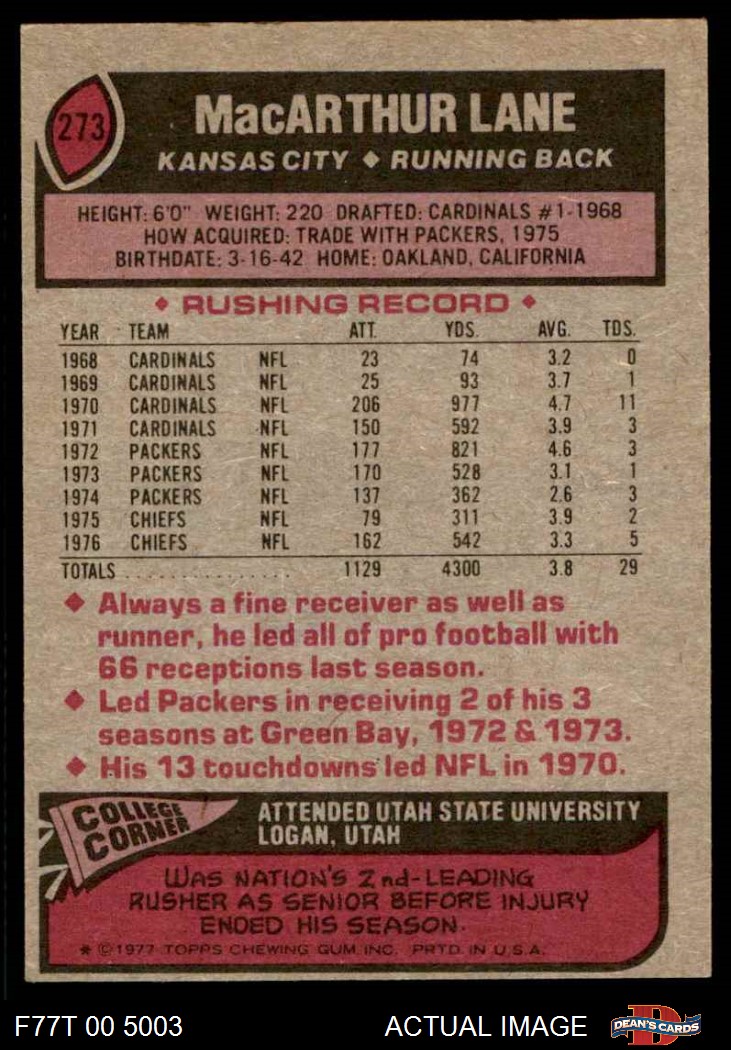 273
MacARTHUR LANE
KANSAS CITY ◆ RUNNING BACK
HEIGHT: 6'0" WEIGHT: 220 DRAFTED: CARDINALS #1-1968
HOW ACQUIRED: TRADE WITH PACKERS, 1975
BIRTHDATE: 3-16-42 HOME: OAKLAND, CALIFORNIA
◆ RUSHING RECORD ◆
YEAR TEAM ATT. YDS. AVG. TDS.
1968 CARDINALS NFL 23 74 3.2 0
1969 CARDINALS NFL 25 93 3.7 1
1970 CARDINALS NFL 206 977 4.7 11
1971 CARDINALS NFL 150 592 3.9 3
1972 PACKERS NFL 177 821 4.6 3
1973 PACKERS NFL 170 528 3.1 1
1974 PACKERS NFL 137 362 2.6 3
1975 CHIEFS NFL 79 311 3.9 2
1976 CHIEFS NFL 162 542 3.3 5
TOTALS . . . . . . . . . . . . . . . 1129 4300 3.8 29
◆ Always a fine receiver as well as
runner, he led all of pro football with
66 receptions last season.
◆ Led Packers in receiving 2 of his 3
seasons at Green Bay, 1972 & 1973.
◆ His 13 touchdowns led NFL in 1970.
COLLEGE
CORNER
ATTENDED UTAH STATE UNIVERSITY
LOGAN, UTAH
WAS NATION'S 2nd-LEADING
RUSHER AS SENIOR BEFORE INJURY
ENDED HIS SEASON.
* © 1977 TOPPS CHEWING GUM, INC. PRTD. IN U.S.A.
F77T 00 5003 ACTUAL IMAGE
D
DEAN'S CARDS